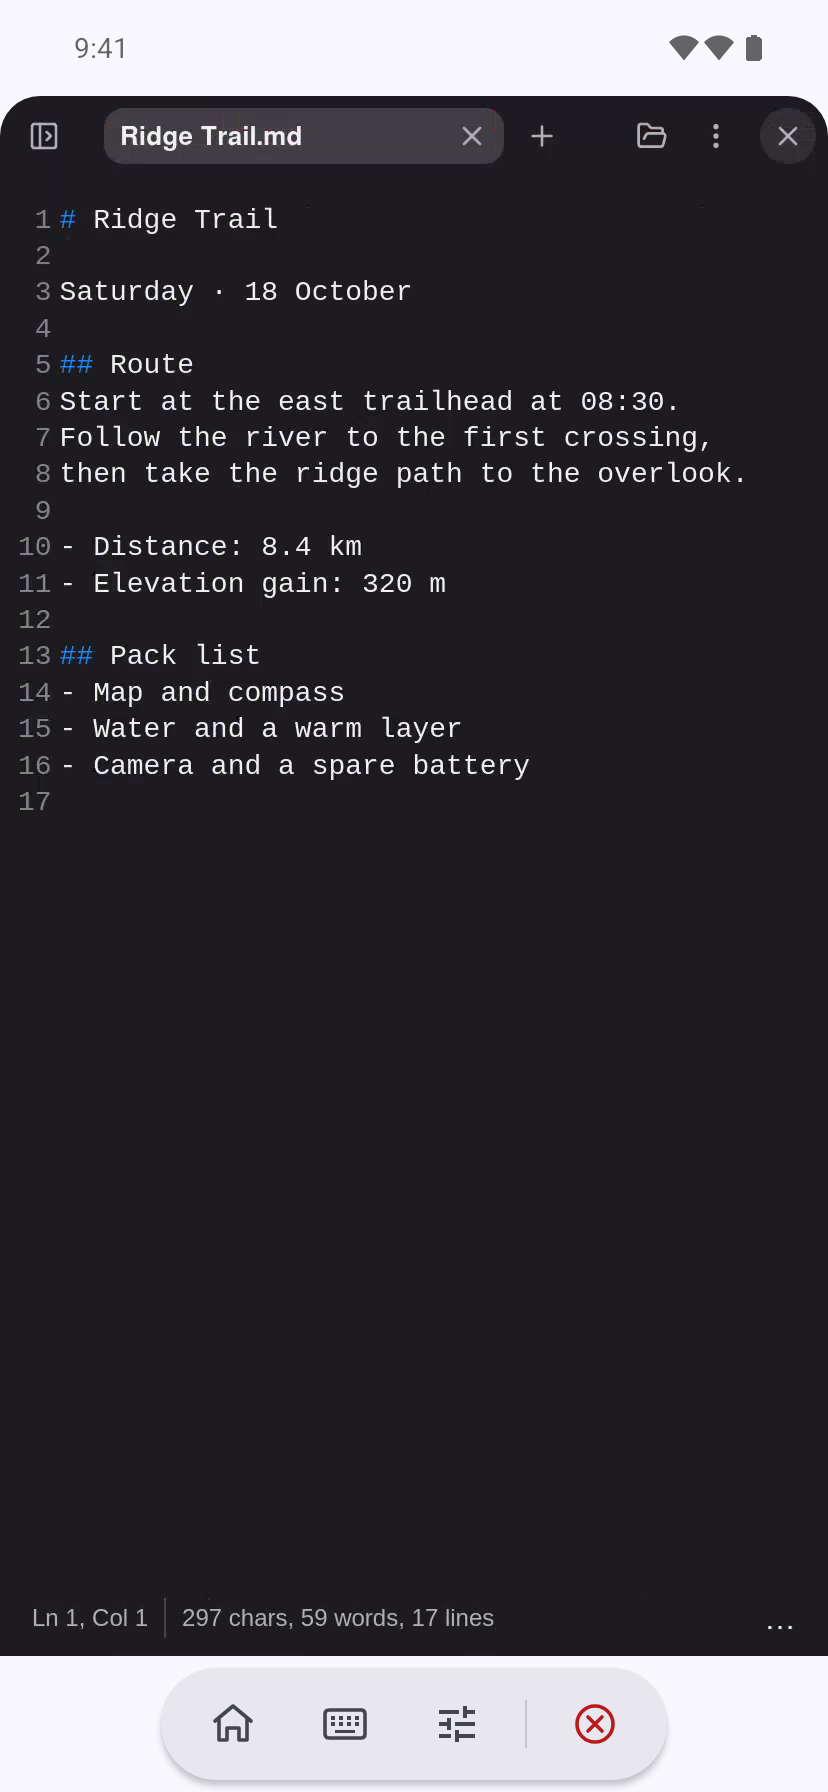 9:41
Ridge Trail.md
1 # Ridge Trail
2
3 Saturday · 18 October
4
5 ## Route
6 Start at the east trailhead at 08:30.
7 Follow the river to the first crossing,
8 then take the ridge path to the overlook.
9
10 - Distance: 8.4 km
11 - Elevation gain: 320 m
12
13 ## Pack list
14 - Map and compass
15 - Water and a warm layer
16 - Camera and a spare battery
17
Ln 1, Col 1 297 chars, 59 words, 17 lines ...